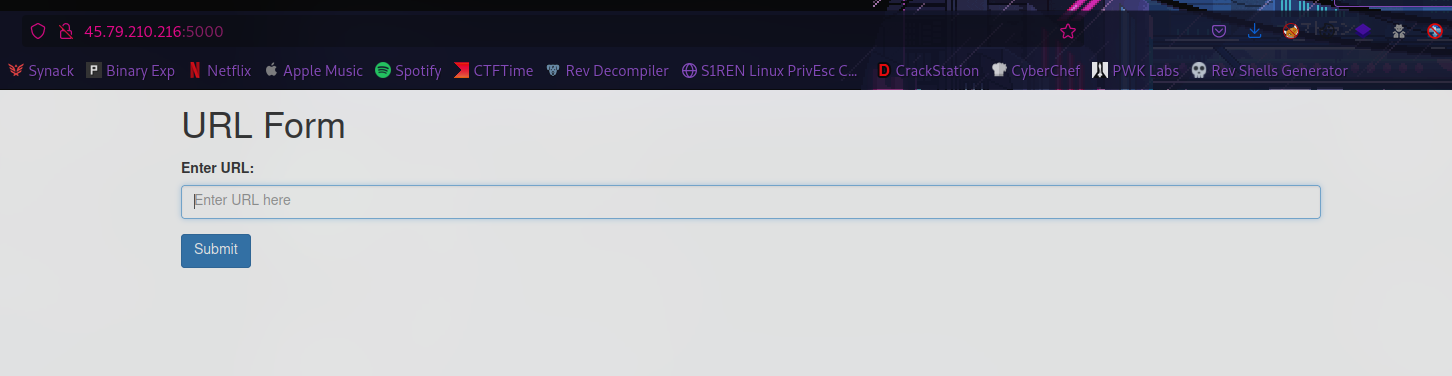 45.79.210.216:5000
Synack Binary Exp Netflix Apple Music Spotify CTFTime Rev Decompiler S1REN Linux PrivEsc C... CrackStation CyberChef PWK Labs Rev Shells Generator
URL Form
Enter URL:
Enter URL here
Submit